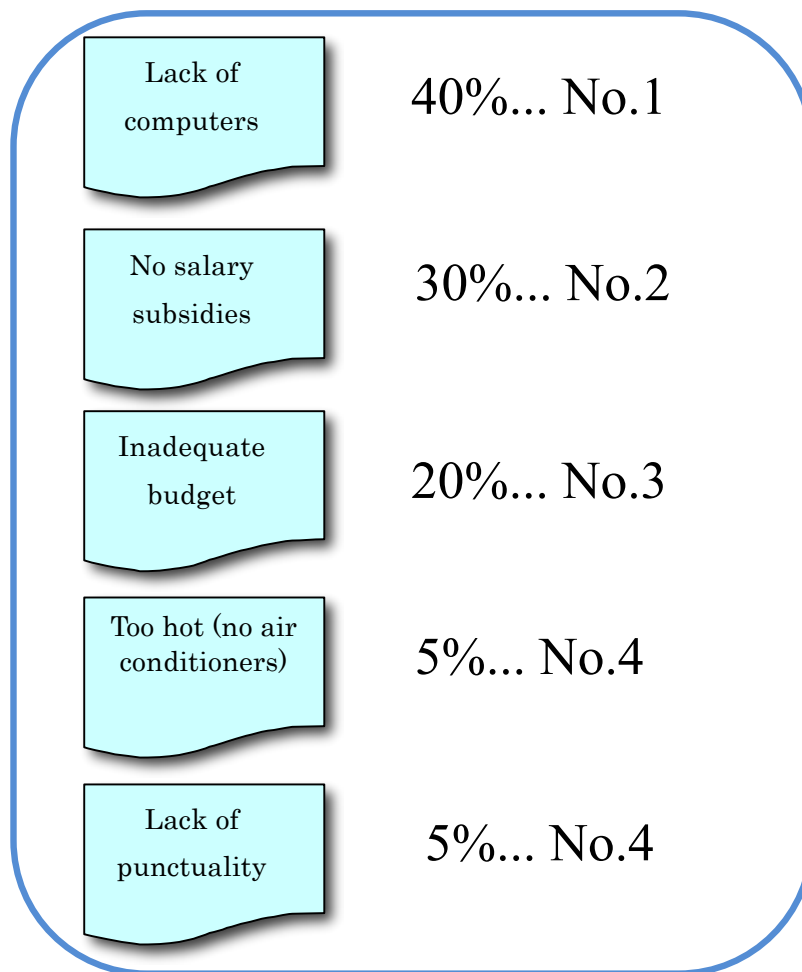 Lack of
computers
40%... No.1
No salary
subsidies
30%... No.2
Inadequate
budget
20%... No.3
Too hot (no air
conditioners)
5%... No.4
Lack of
punctuality
5%... No.4